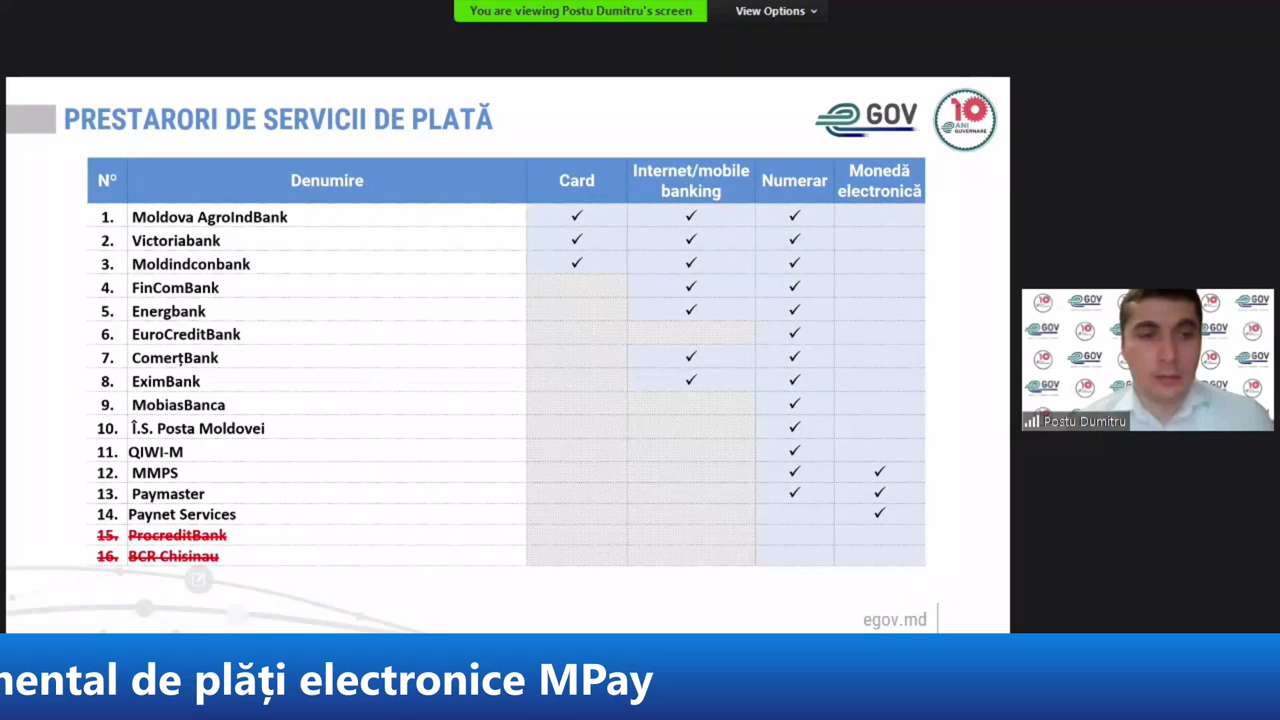 You are viewing Postu Dumitru's screen
View Options
PRESTARORI DE SERVICII DE PLATĂ
GOV
10
ANI
GUVERNARE
Nº Denumire Card Internet/mobile banking Numerar Monedă electronică
1. Moldova AgroIndBank ✓ ✓ ✓
2. Victoriabank ✓ ✓ ✓
3. Moldindconbank ✓ ✓ ✓
4. FinComBank ✓ ✓
5. Energbank ✓ ✓
6. EuroCreditBank ✓
7. ComerțBank ✓ ✓
8. EximBank ✓ ✓
9. MobiasBanca ✓
10. Î.S. Posta Moldovei ✓
11. QIWI-M ✓
12. MMPS ✓ ✓
13. Paymaster ✓ ✓
14. Paynet Services ✓
15. ProcreditBank
16. BCR Chisinau
egov.md
Postu Dumitru
mental de plăți electronice MPay